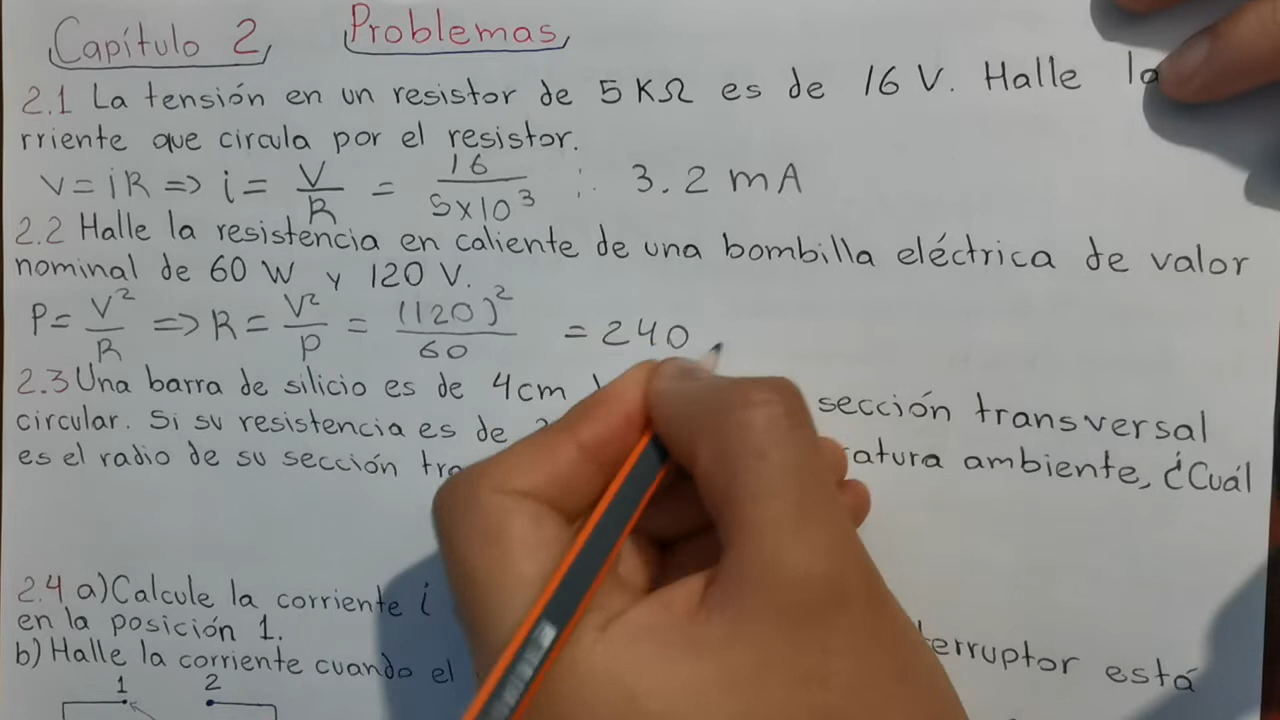 Capítulo 2 Problemas
2.1 La tensión en un resistor de 5 KΩ es de 16 V. Halle la
rriente que circula por el resistor.
V=iR => i= V/R = 16/5x10³ ∴ 3.2 mA
2.2 Halle la resistencia en caliente de una bombilla eléctrica de valor
nominal de 60 W y 120 V.
P= V²/R => R= V²/P = (120)²/60 =240
2.3 Una barra de silicio es de 4cm sección transversal
circular. Si su resistencia es de ratura ambiente, ¿Cuál
es el radio de su sección tra
2.4 a) Calcule la corriente i
en la posición 1. terruptor está
b) Halle la corriente cuando el
1 2